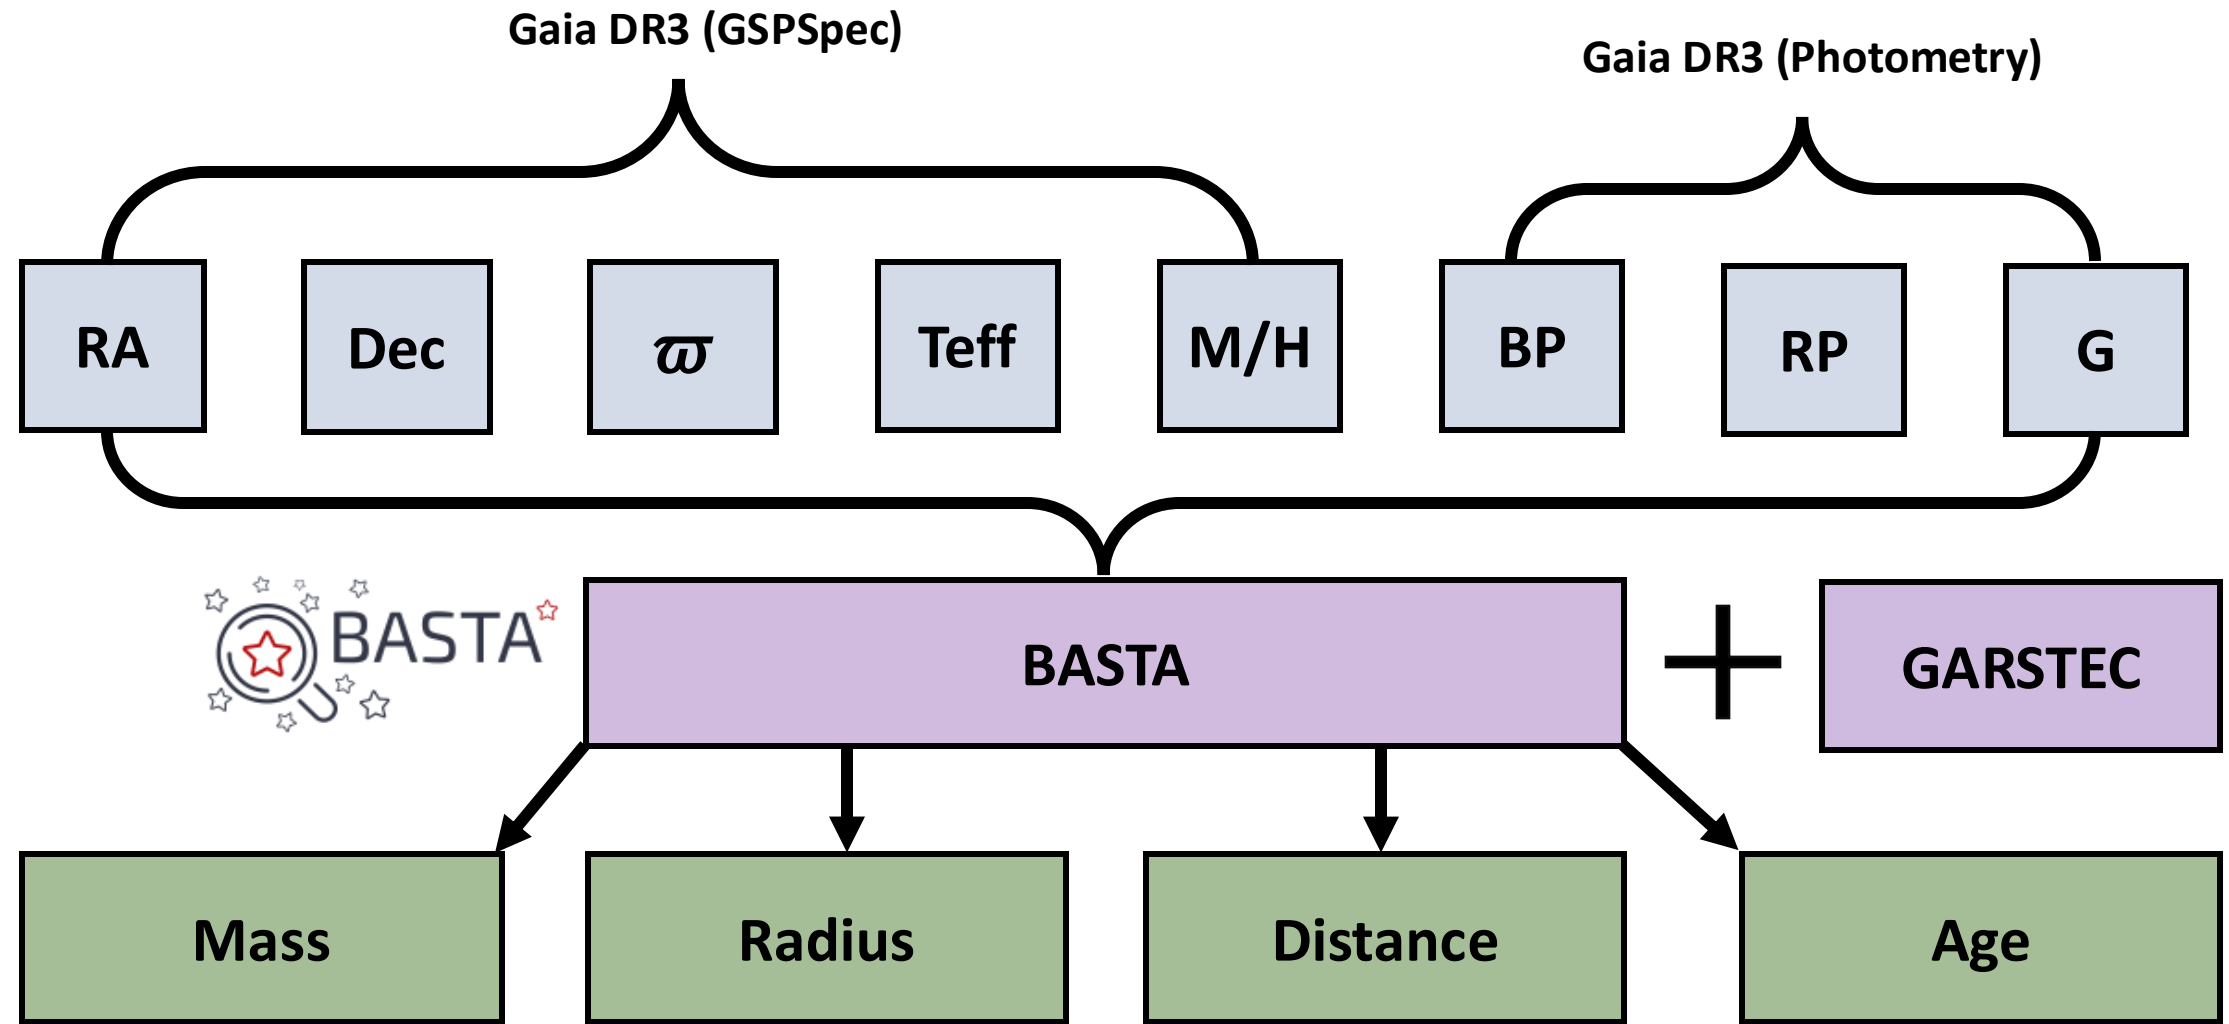 Gaia DR3 (GSPSpec)
Gaia DR3 (Photometry)
RA
Dec
ϖ
Teff
M/H
BP
RP
G
BASTA
BASTA
+
GARSTEC
Mass
Radius
Distance
Age